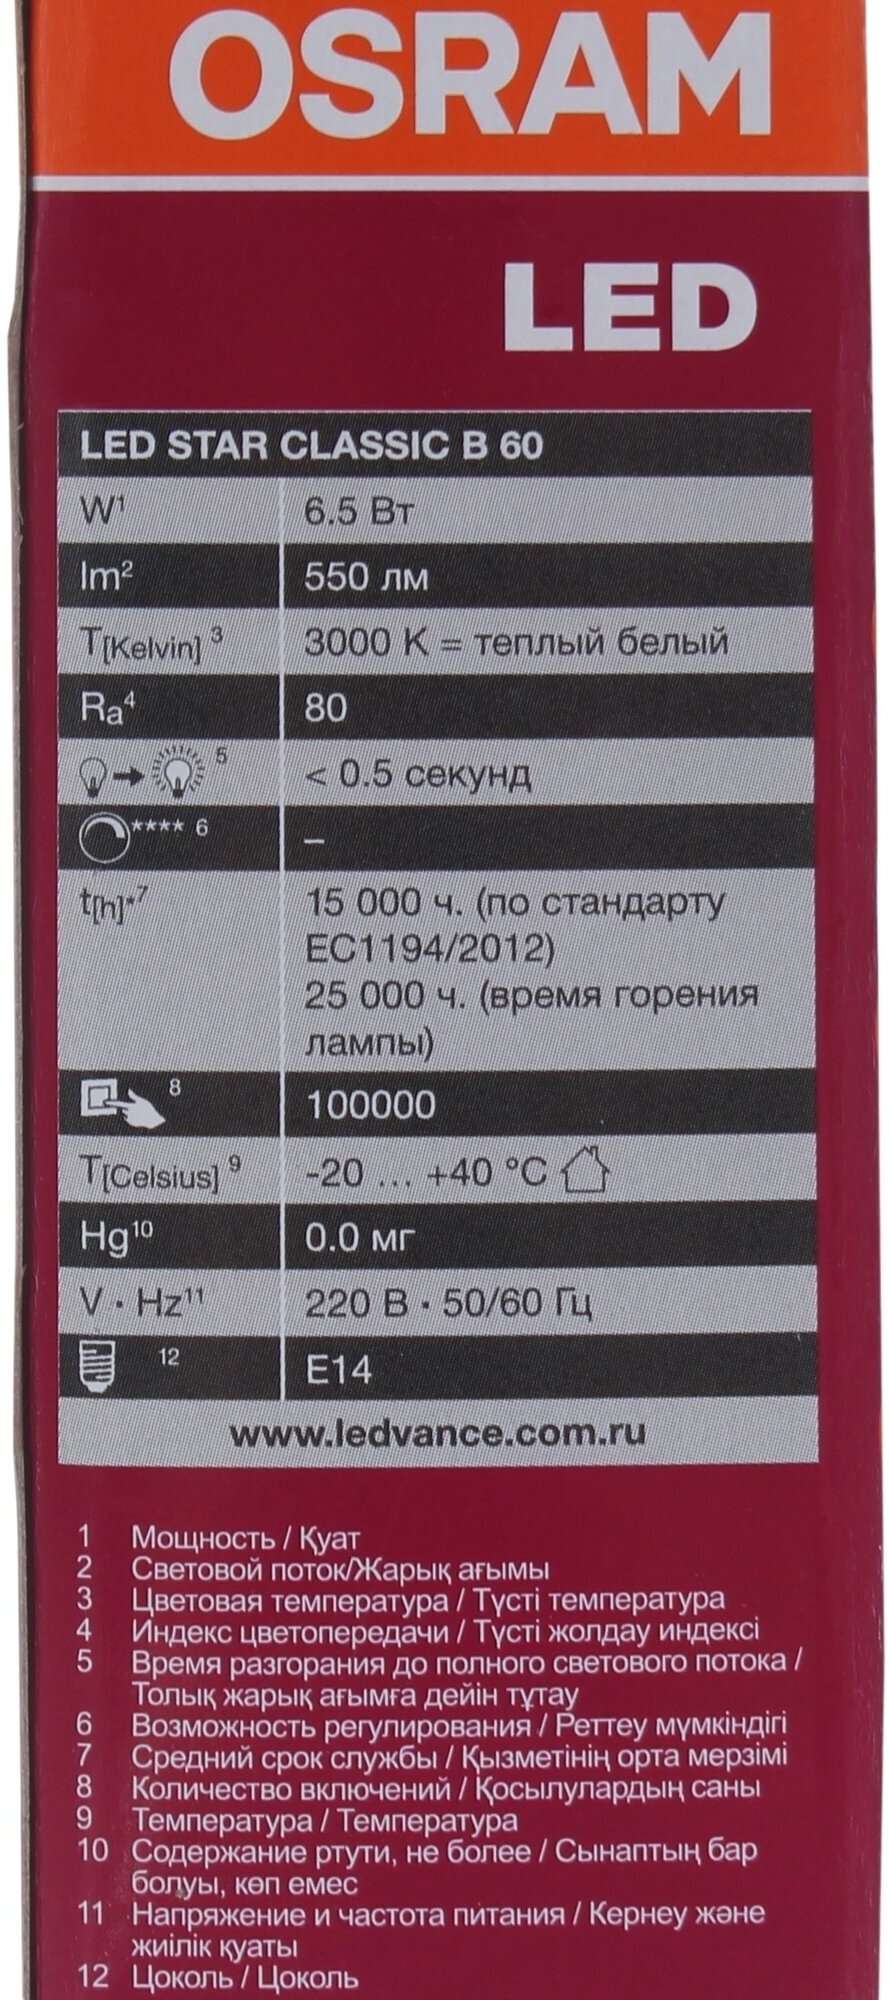 OSRAM
LED
LED STAR CLASSIC B 60
W¹ 6.5 Вт
lm² 550 лм
T[Kelvin] ³ 3000 K = теплый белый
Ra⁴ 80
5 < 0.5 секунд
**** 6 –
t[h]*⁷ 15 000 ч. (по стандарту
EC1194/2012)
25 000 ч. (время горения
лампы)
8 100000
T[Celsius] ⁹ -20 ... +40 °C
Hg¹⁰ 0.0 мг
V · Hz¹¹ 220 В · 50/60 Гц
12 E14
www.ledvance.com.ru
1 Мощность / Қуат
2 Световой поток/Жарық ағымы
3 Цветовая температура / Түсті температура
4 Индекс цветопередачи / Түсті жолдау индексі
5 Время разгорания до полного светового потока /
Толық жарық ағымға дейін тұтау
6 Возможность регулирования / Реттеу мүмкіндігі
7 Средний срок службы / Қызметінің орта мерзімі
8 Количество включений / Қосылулардың саны
9 Температура / Температура
10 Содержание ртути, не более / Сынаптың бар
болуы, көп емес
11 Напряжение и частота питания / Кернеу және
жиілік қуаты
12 Цоколь / Цоколь